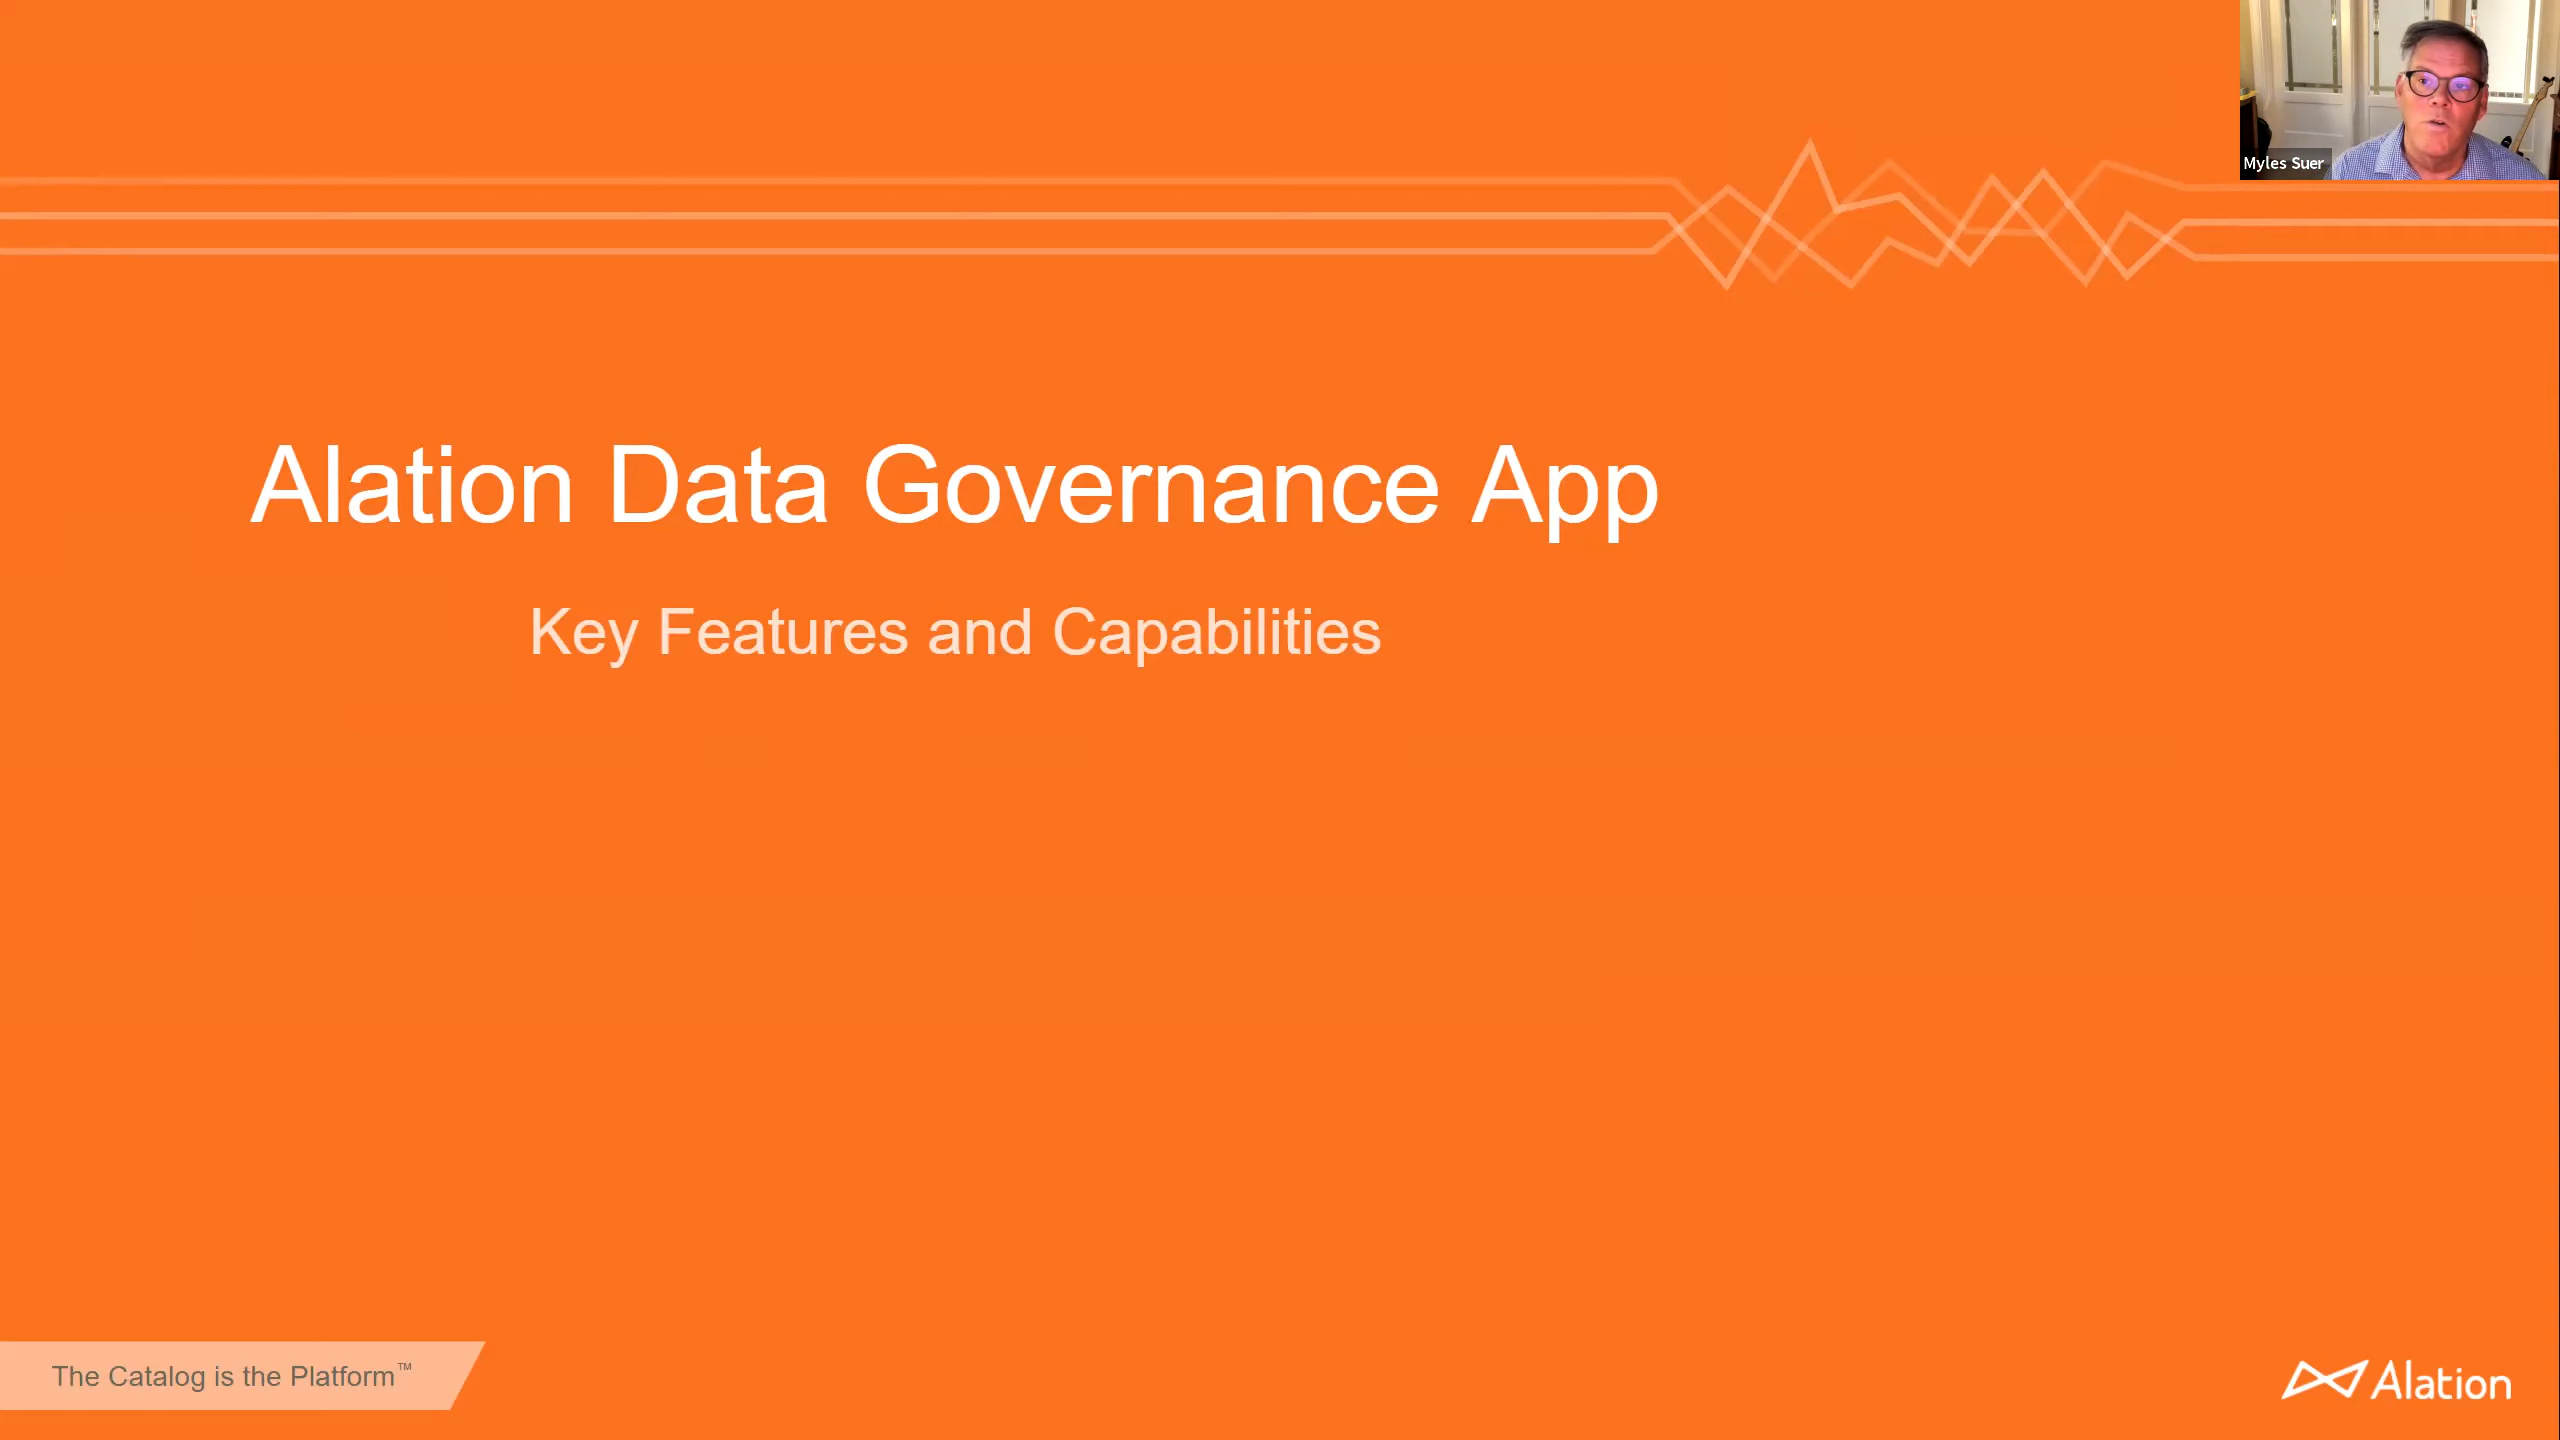 Myles Suer
Alation Data Governance App
Key Features and Capabilities
The Catalog is the Platform™
Alation